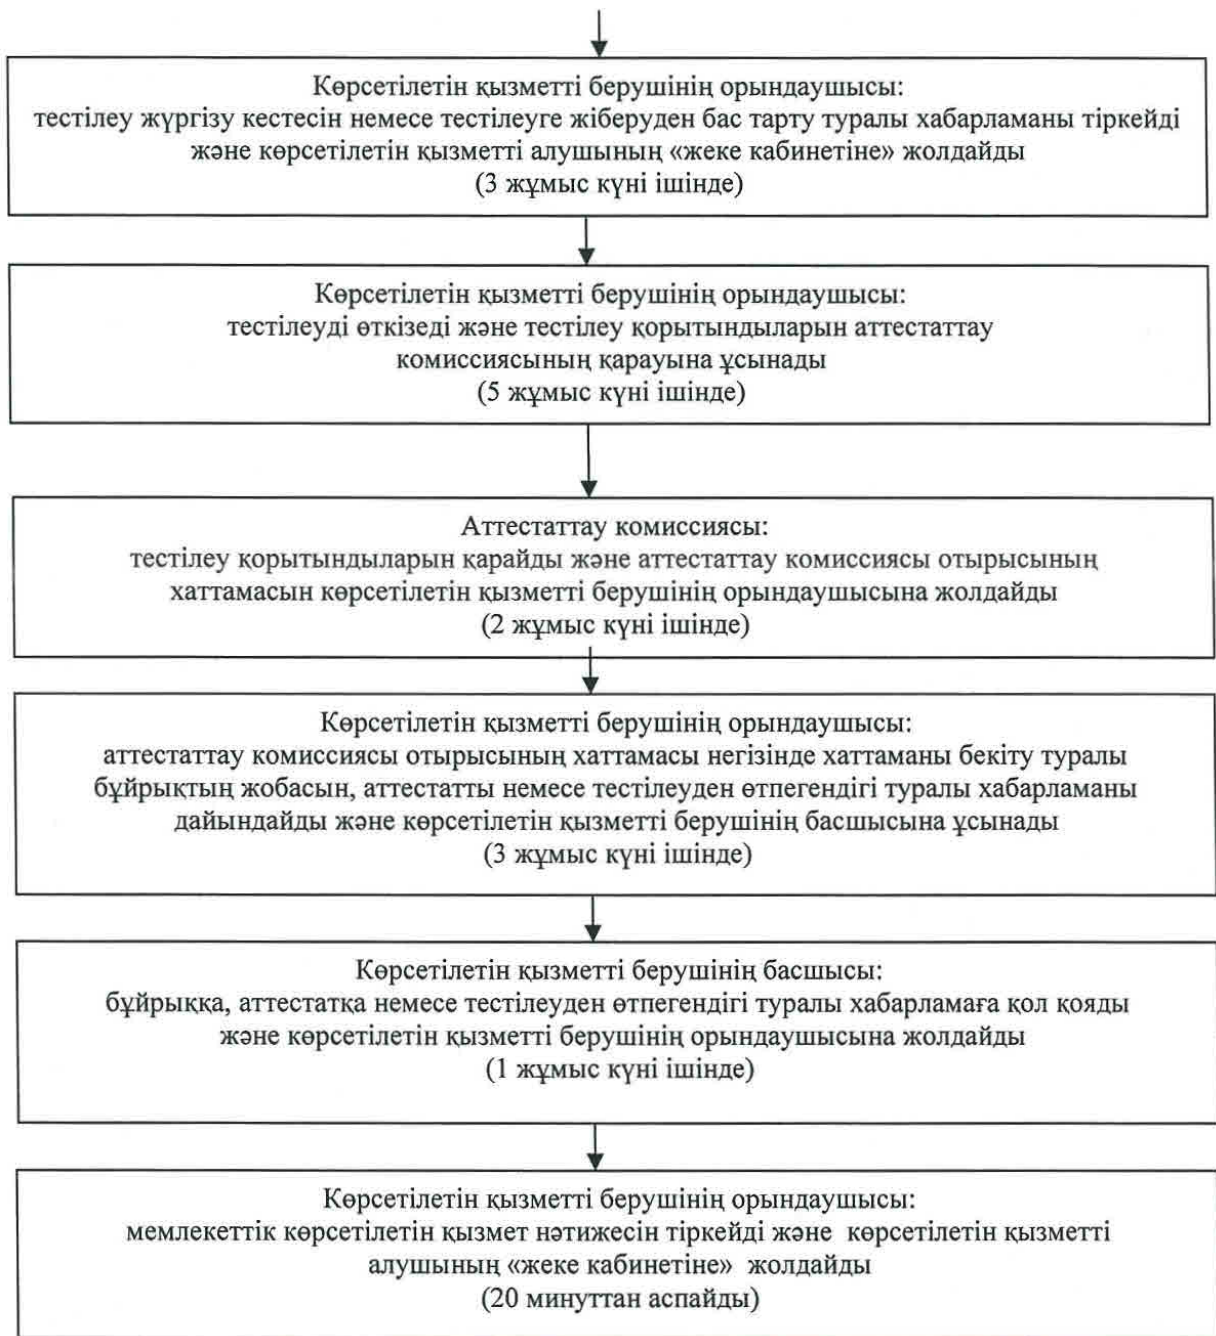 Көрсетілетін қызметті берушінің орындаушысы:
тестілеу жүргізу кестесін немесе тестілеуге жіберуден бас тарту туралы хабарламаны тіркейді
және көрсетілетін қызметті алушының «жеке кабинетіне» жолдайды
(3 жұмыс күні ішінде)
Көрсетілетін қызметті берушінің орындаушысы:
тестілеуді өткізеді және тестілеу қорытындыларын аттестаттау
комиссиясының қарауына ұсынады
(5 жұмыс күні ішінде)
Аттестаттау комиссиясы:
тестілеу қорытындыларын қарайды және аттестаттау комиссиясы отырысының
хаттамасын көрсетілетін қызметті берушінің орындаушысына жолдайды
(2 жұмыс күні ішінде)
Көрсетілетін қызметті берушінің орындаушысы:
аттестаттау комиссиясы отырысының хаттамасы негізінде хаттаманы бекіту туралы
бұйрықтың жобасын, аттестатты немесе тестілеуден өтпегендігі туралы хабарламаны
дайындайды және көрсетілетін қызметті берушінің басшысына ұсынады
(3 жұмыс күні ішінде)
Көрсетілетін қызметті берушінің басшысы:
бұйрыққа, аттестатқа немесе тестілеуден өтпегендігі туралы хабарламаға қол қояды
және көрсетілетін қызметті берушінің орындаушысына жолдайды
(1 жұмыс күні ішінде)
Көрсетілетін қызметті берушінің орындаушысы:
мемлекеттік көрсетілетін қызмет нәтижесін тіркейді және көрсетілетін қызметті
алушының «жеке кабинетіне» жолдайды
(20 минуттан аспайды)